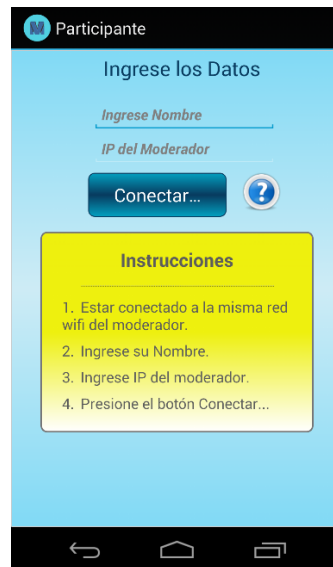 M Participante
Ingrese los Datos
Ingrese Nombre
IP del Moderador
Conectar...
?
Instrucciones
1. Estar conectado a la misma red
wifi del moderador.
2. Ingrese su Nombre.
3. Ingrese IP del moderador.
4. Presione el botón Conectar...